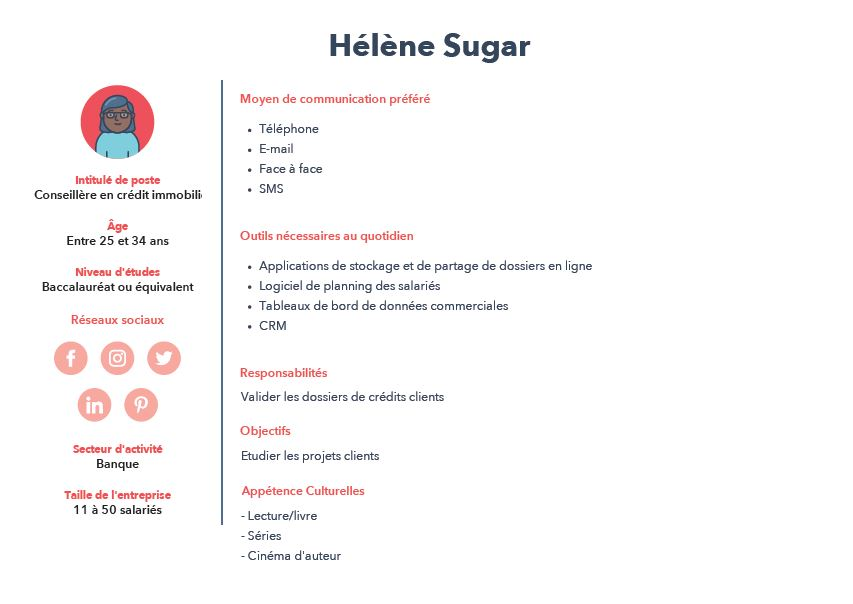 Hélène Sugar
Intitulé de poste
Conseillère en crédit immobili
Âge
Entre 25 et 34 ans
Niveau d'études
Baccalauréat ou équivalent
Réseaux sociaux
Secteur d'activité
Banque
Taille de l'entreprise
11 à 50 salariés
Moyen de communication préféré
• Téléphone
• E-mail
• Face à face
• SMS
Outils nécessaires au quotidien
• Applications de stockage et de partage de dossiers en ligne
• Logiciel de planning des salariés
• Tableaux de bord de données commerciales
• CRM
Responsabilités
Valider les dossiers de crédits clients
Objectifs
Etudier les projets clients
Appétence Culturelles
- Lecture/livre
- Séries
- Cinéma d'auteur